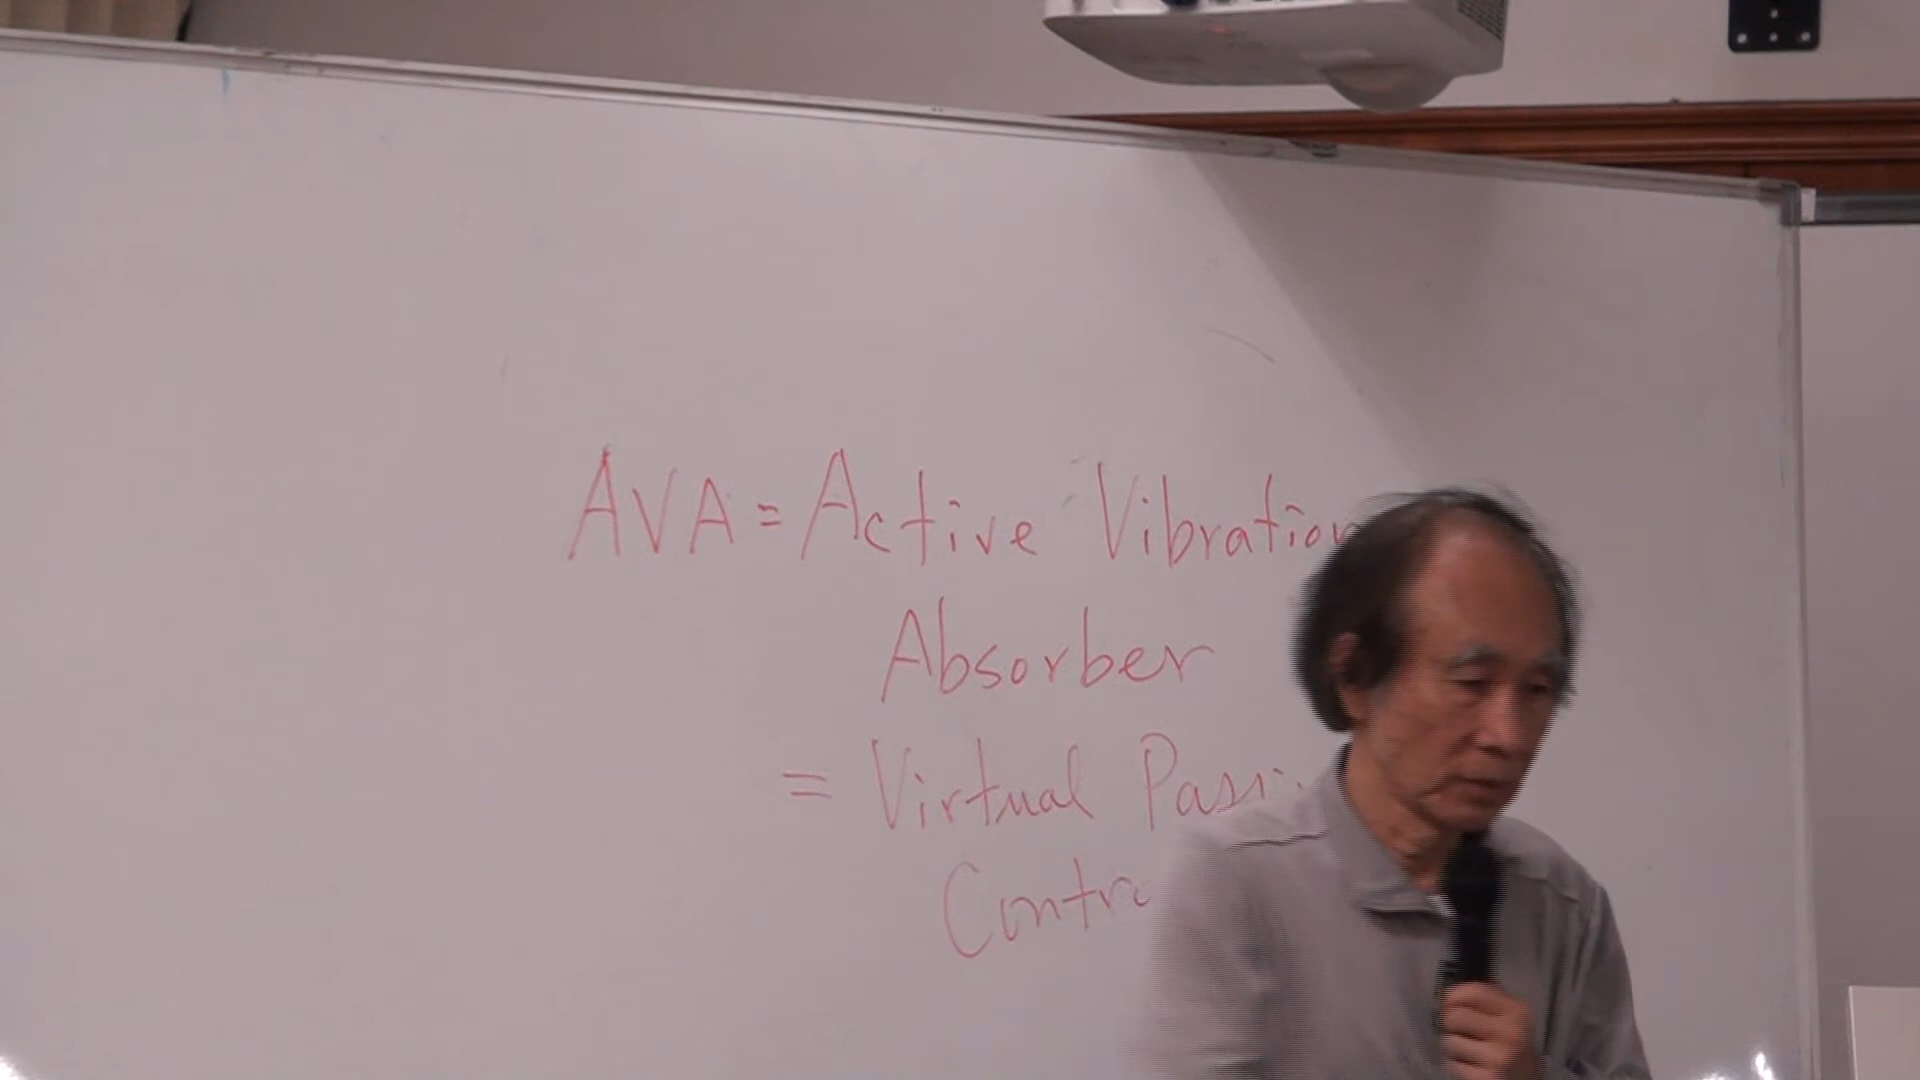 AVA = Active Vibration
Absorber
= Virtual